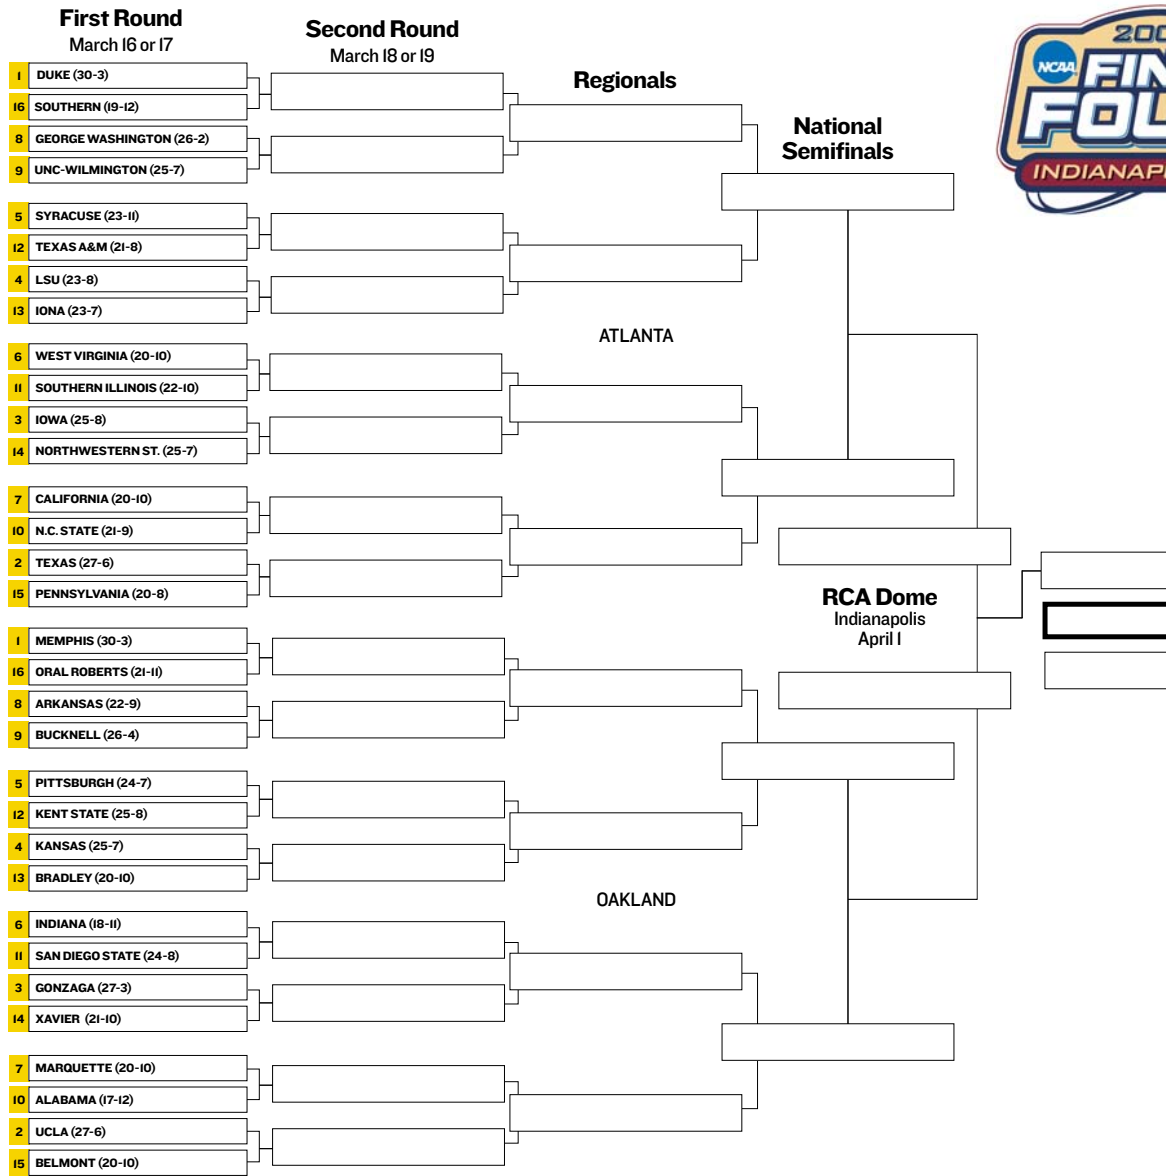 First Round
March 16 or 17
Second Round
March 18 or 19
Regionals
National
Semifinals
NCAA
INDIANAP
1 DUKE (30-3)
16 SOUTHERN (19-12)
8 GEORGE WASHINGTON (26-2)
9 UNC-WILMINGTON (25-7)
5 SYRACUSE (23-11)
12 TEXAS A&M (21-8)
4 LSU (23-8)
13 IONA (23-7)
ATLANTA
6 WEST VIRGINIA (20-10)
11 SOUTHERN ILLINOIS (22-10)
3 IOWA (25-8)
14 NORTHWESTERN ST. (25-7)
7 CALIFORNIA (20-10)
10 N.C. STATE (21-9)
2 TEXAS (27-6)
15 PENNSYLVANIA (20-8)
RCA Dome
Indianapolis
April 1
1 MEMPHIS (30-3)
16 ORAL ROBERTS (21-11)
8 ARKANSAS (22-9)
9 BUCKNELL (26-4)
5 PITTSBURGH (24-7)
12 KENT STATE (25-8)
4 KANSAS (25-7)
13 BRADLEY (20-10)
OAKLAND
6 INDIANA (18-11)
11 SAN DIEGO STATE (24-8)
3 GONZAGA (27-3)
14 XAVIER (21-10)
7 MARQUETTE (20-10)
10 ALABAMA (17-12)
2 UCLA (27-6)
15 BELMONT (20-10)